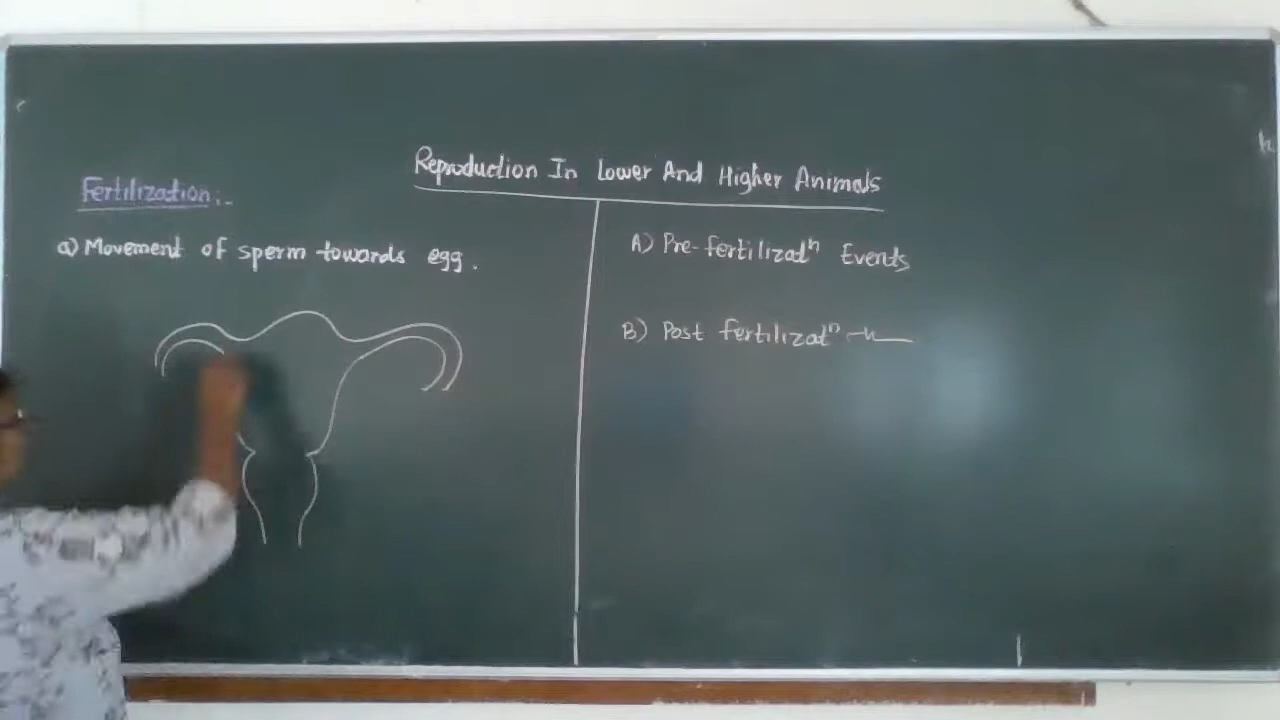 Reproduction In Lower And Higher Animals
Fertilization:-
a) Movement of sperm towards egg.
A) Pre-fertilizatⁿ Events
B) Post fertilizatⁿ —"—